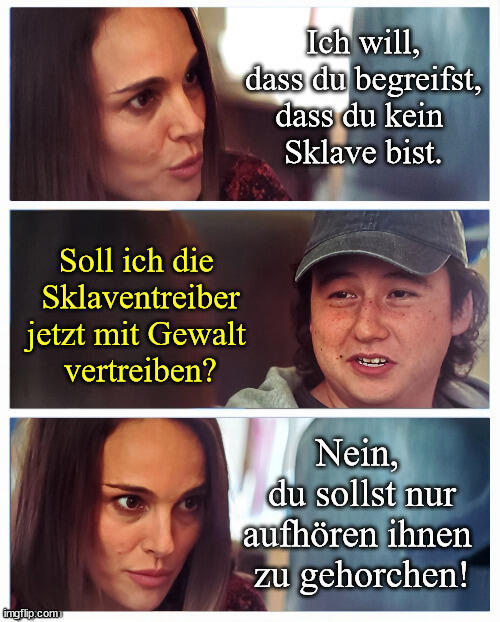 Ich will,
dass du begreifst,
dass du kein
Sklave bist.
Soll ich die
Sklaventreiber
jetzt mit Gewalt
vertreiben?
Nein,
du sollst nur
aufhören ihnen
zu gehorchen!
imgflip.com